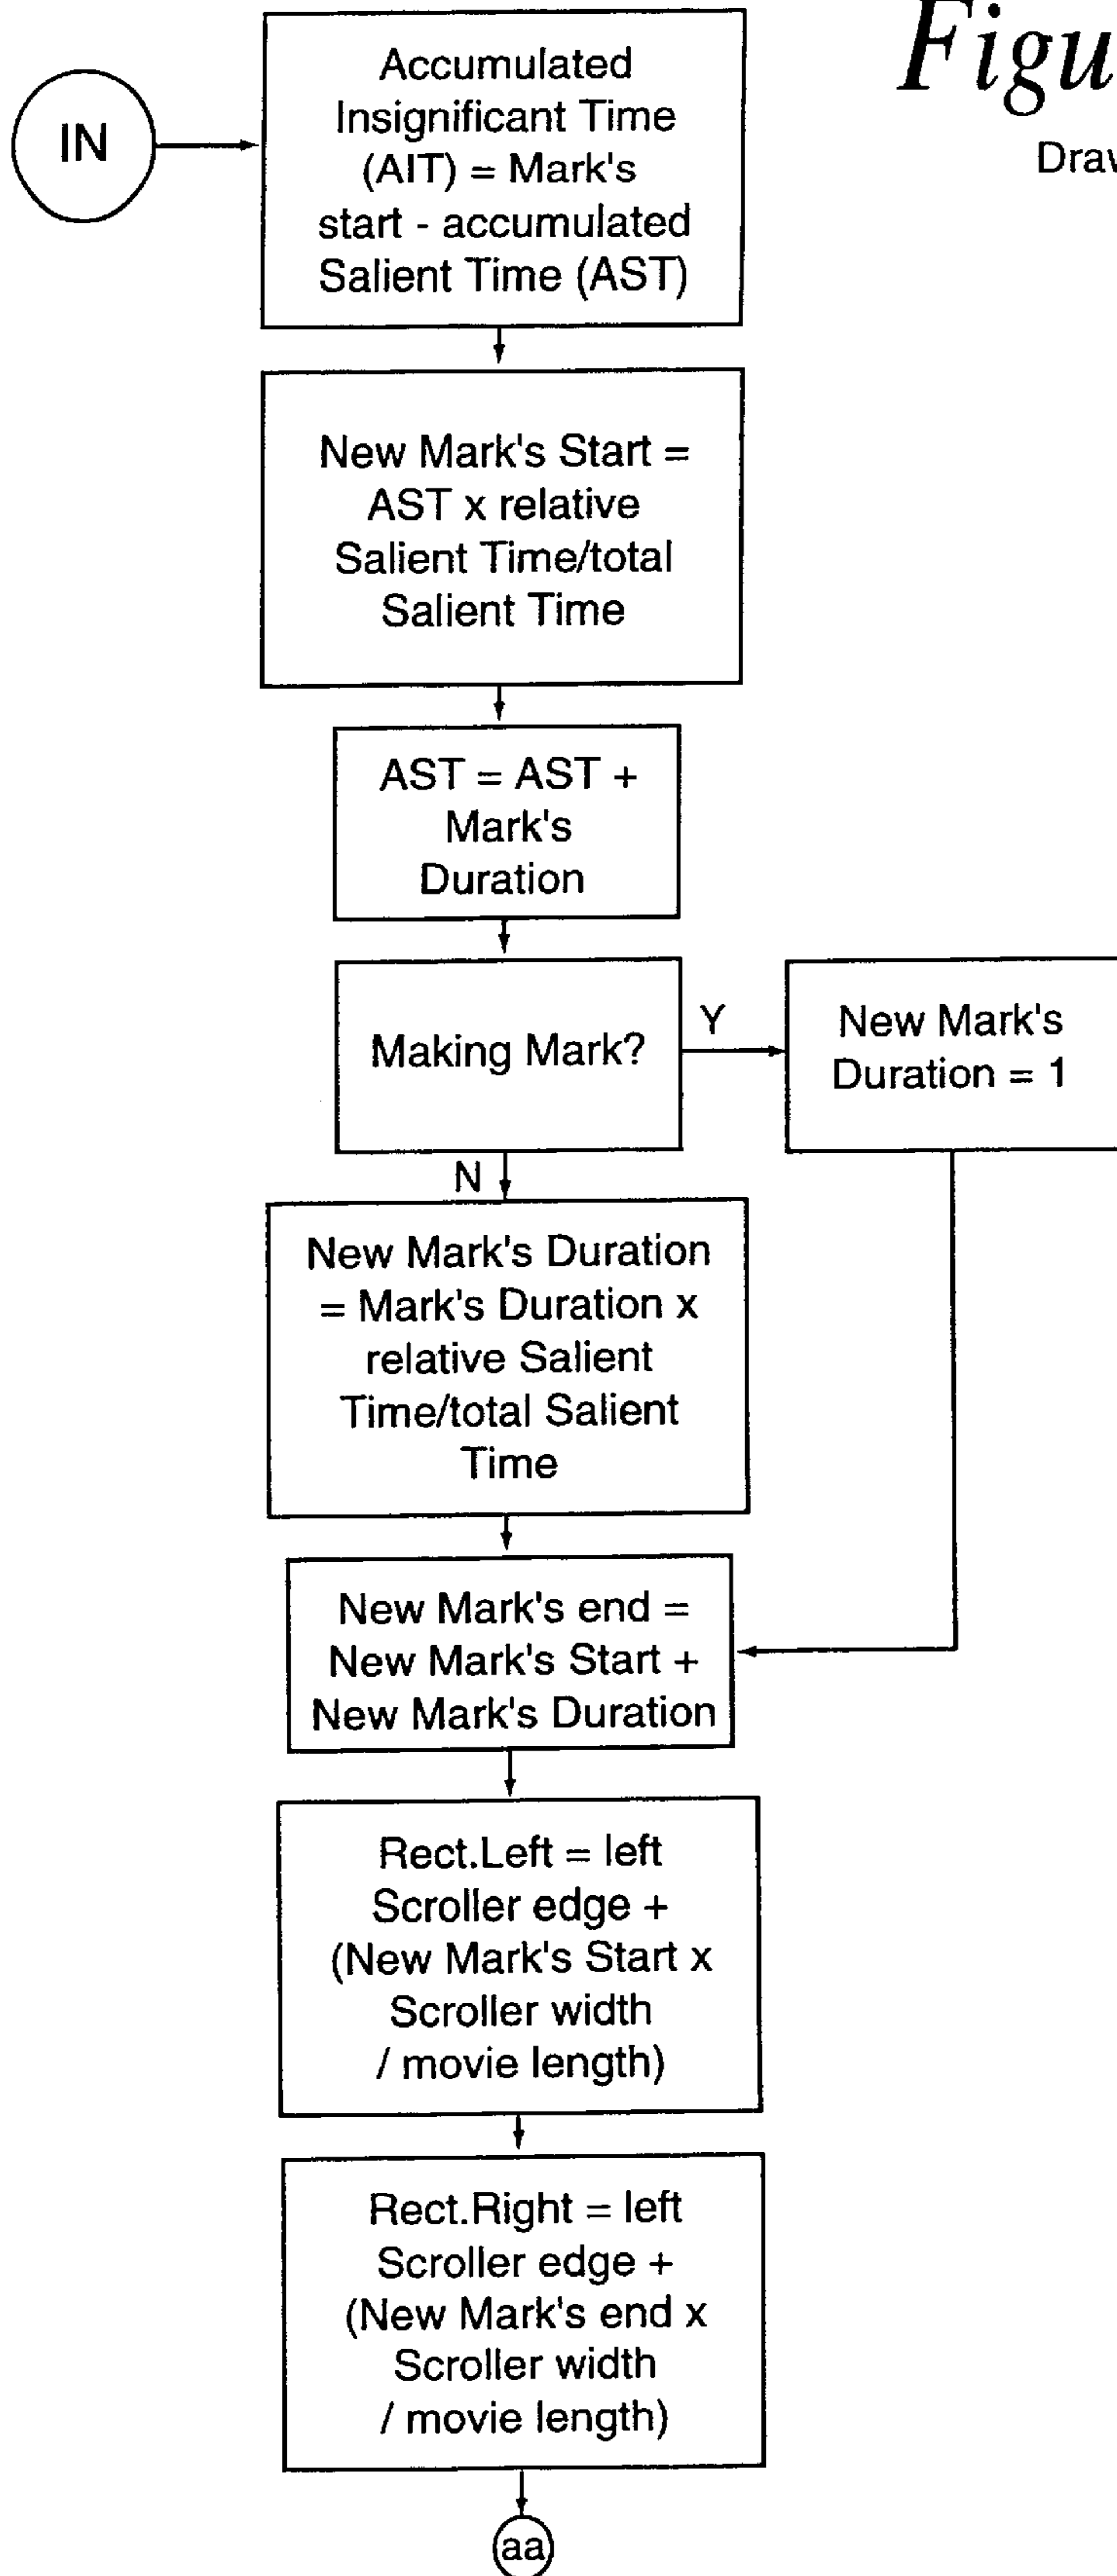 Figu
Draw
IN
Accumulated
Insignificant Time
(AIT) = Mark's
start - accumulated
Salient Time (AST)
New Mark's Start =
AST x relative
Salient Time/total
Salient Time
AST = AST +
Mark's
Duration
Making Mark?
Y
New Mark's
Duration = 1
N
New Mark's Duration
= Mark's Duration x
relative Salient
Time/total Salient
Time
New Mark's end =
New Mark's Start +
New Mark's Duration
Rect.Left = left
Scroller edge +
(New Mark's Start x
Scroller width
/ movie length)
Rect.Right = left
Scroller edge +
(New Mark's end x
Scroller width
/ movie length)
aa